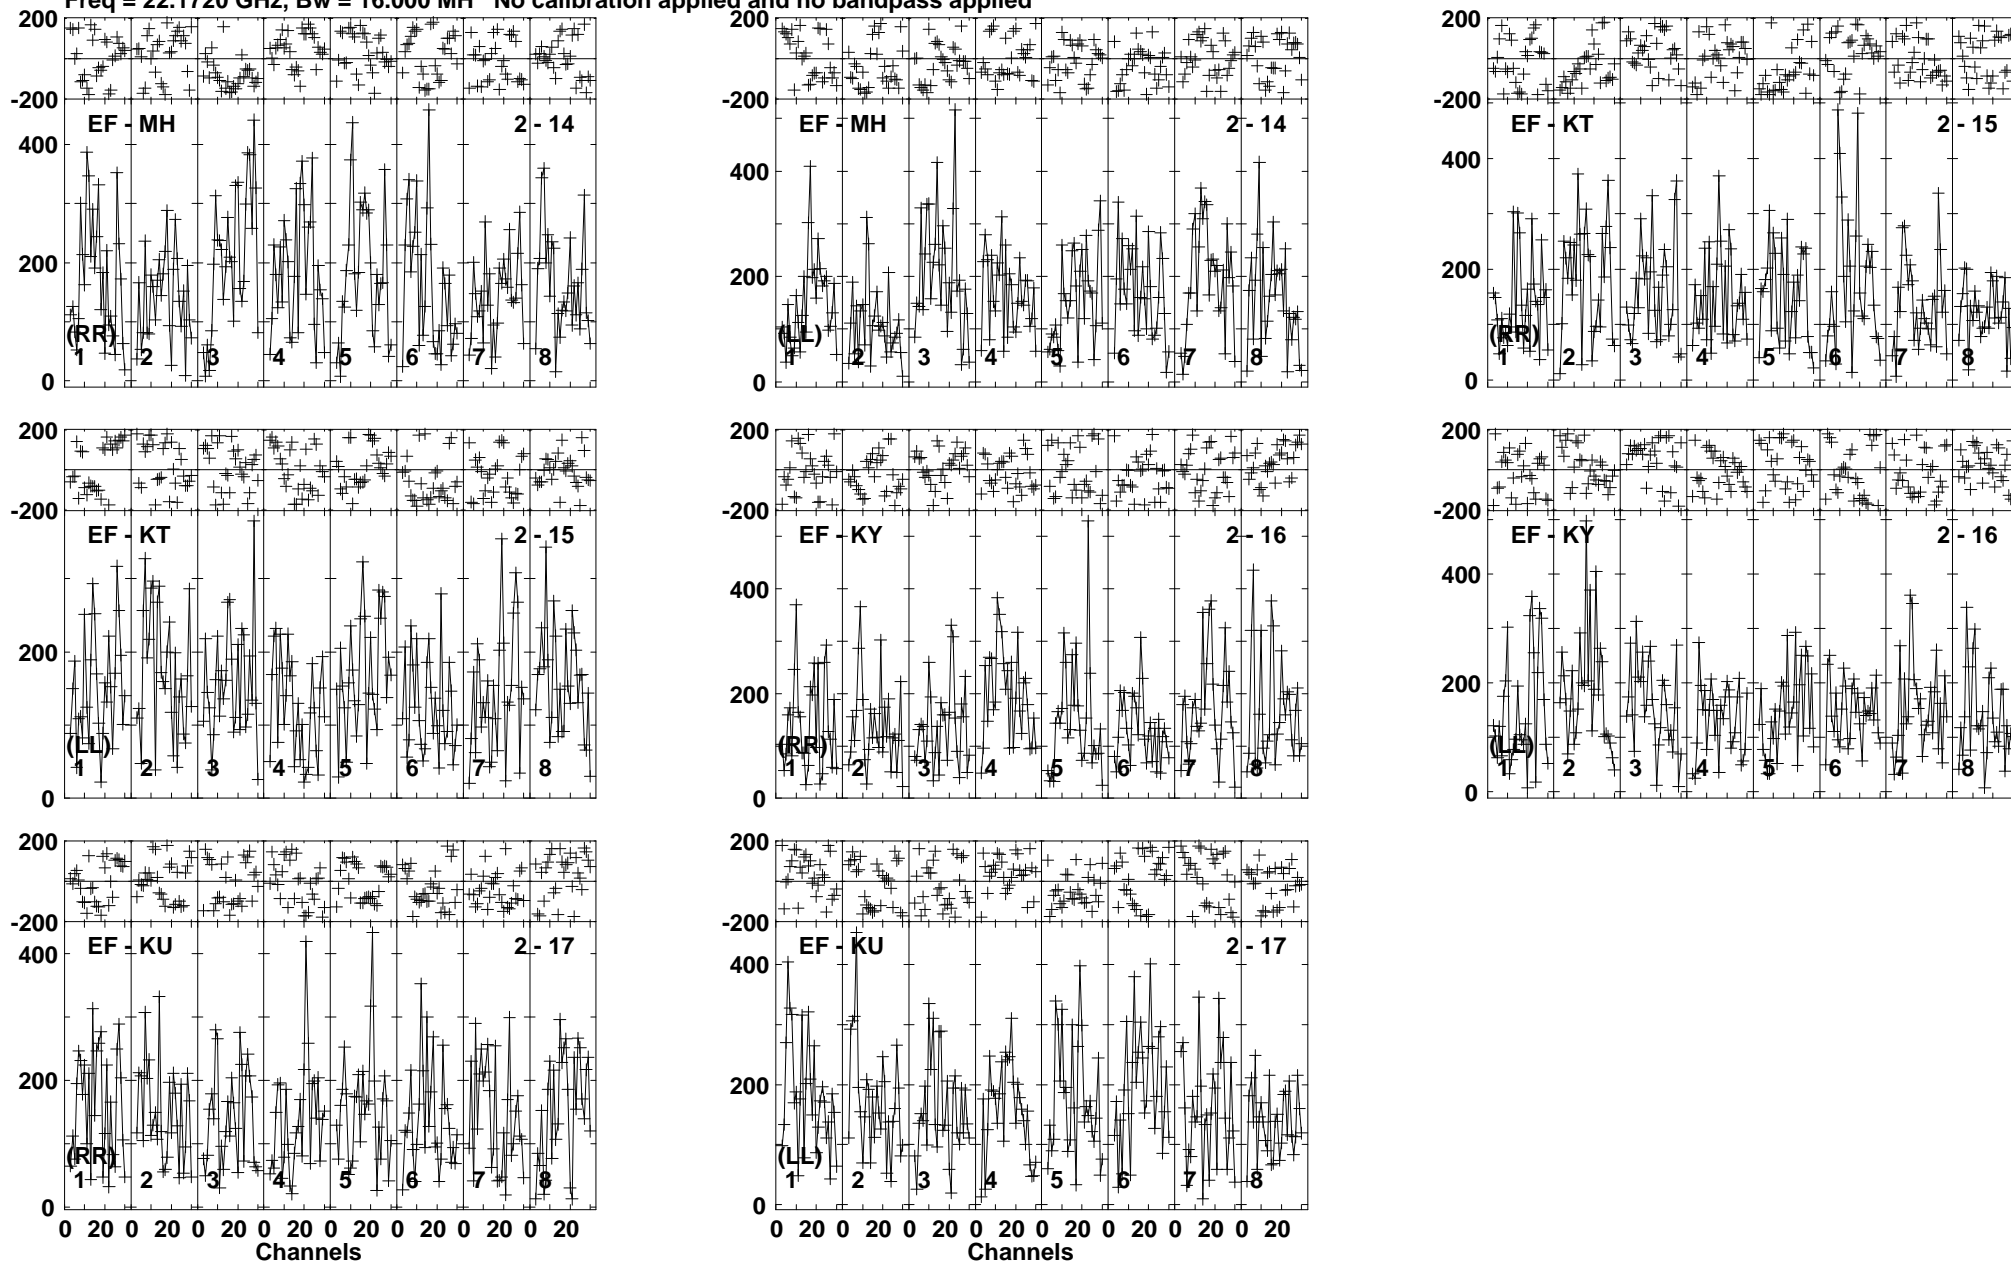 Freq = 22.1720 GHz, Bw = 16.000 MH No calibration applied and no bandpass applied
200
-200
EF - MH 2 - 14
400
200
0
(RR)
1 2 3 4 5 6 7 8
200
-200
EF - MH 2 - 14
400
200
0
(LL)
1 2 3 4 5 6 7 8
200
-200
EF - KT 2 - 15
400
200
0
(RR)
1 2 3 4 5 6 7 8
200
-200
EF - KT 2 - 15
200
0
(LL)
1 2 3 4 5 6 7 8
200
-200
EF - KY 2 - 16
400
200
0
(RR)
1 2 3 4 5 6 7 8
200
-200
EF - KY 2 - 16
400
200
0
(LL)
1 2 3 4 5 6 7 8
200
-200
EF - KU 2 - 17
400
200
0
(RR)
1 2 3 4 5 6 7 8
0 20 0 20 0 20 0 20 0 20 0 20 0 20 0 20
Channels
200
-200
EF - KU 2 - 17
400
200
0
(LL)
1 2 3 4 5 6 7 8
0 20 0 20 0 20 0 20 0 20 0 20 0 20 0 20
Channels